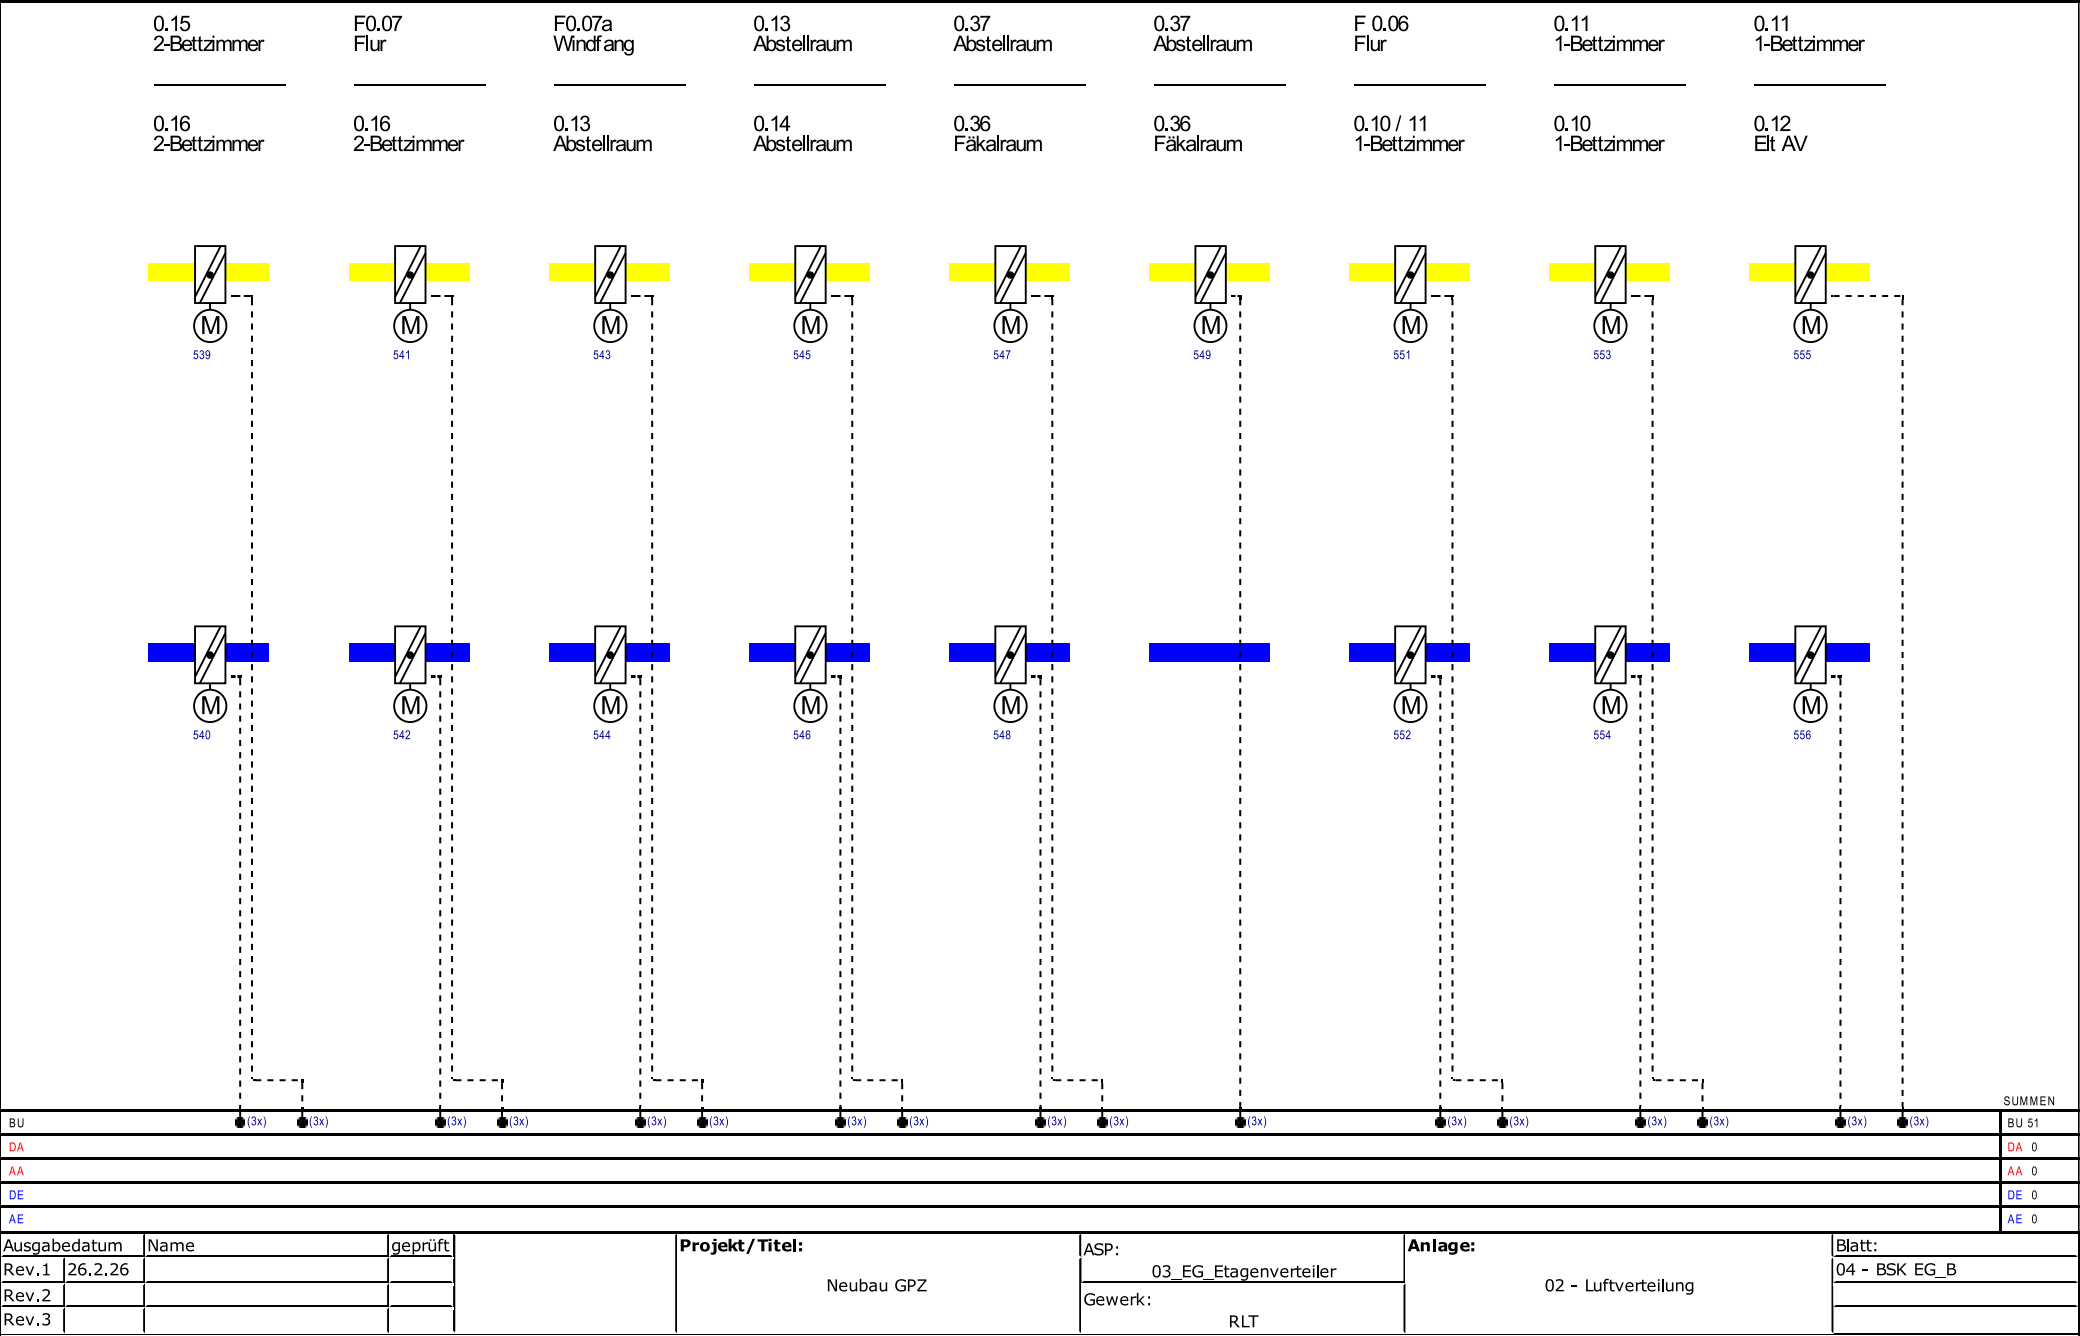 0.15
2-Bettzimmer
F0.07
Flur
F0.07a
Windfang
0.13
Abstellraum
0.37
Abstellraum
0.37
Abstellraum
F 0.06
Flur
0.11
1-Bettzimmer
0.11
1-Bettzimmer
0.16
2-Bettzimmer
0.16
2-Bettzimmer
0.13
Abstellraum
0.14
Abstellraum
0.36
Fäkalraum
0.36
Fäkalraum
0.10 / 11
1-Bettzimmer
0.10
1-Bettzimmer
0.12
Elt AV
M M M M M M M M M
539 541 543 545 547 549 551 553 555
M M M M M M M M
540 542 544 546 548 552 554 556
SUMMEN
BU (3x) (3x) (3x) (3x) (3x) (3x) (3x) (3x) (3x) (3x) (3x) (3x) (3x) (3x) (3x) (3x) (3x) BU 51
DA DA 0
AA AA 0
DE DE 0
AE AE 0
Ausgabedatum Name geprüft
Rev.1 26.2.26
Rev.2
Rev.3
Projekt/Titel:
Neubau GPZ
ASP:
03_EG_Etagenverteiler
Gewerk:
RLT
Anlage:
02 - Luftverteilung
Blatt:
04 - BSK EG_B